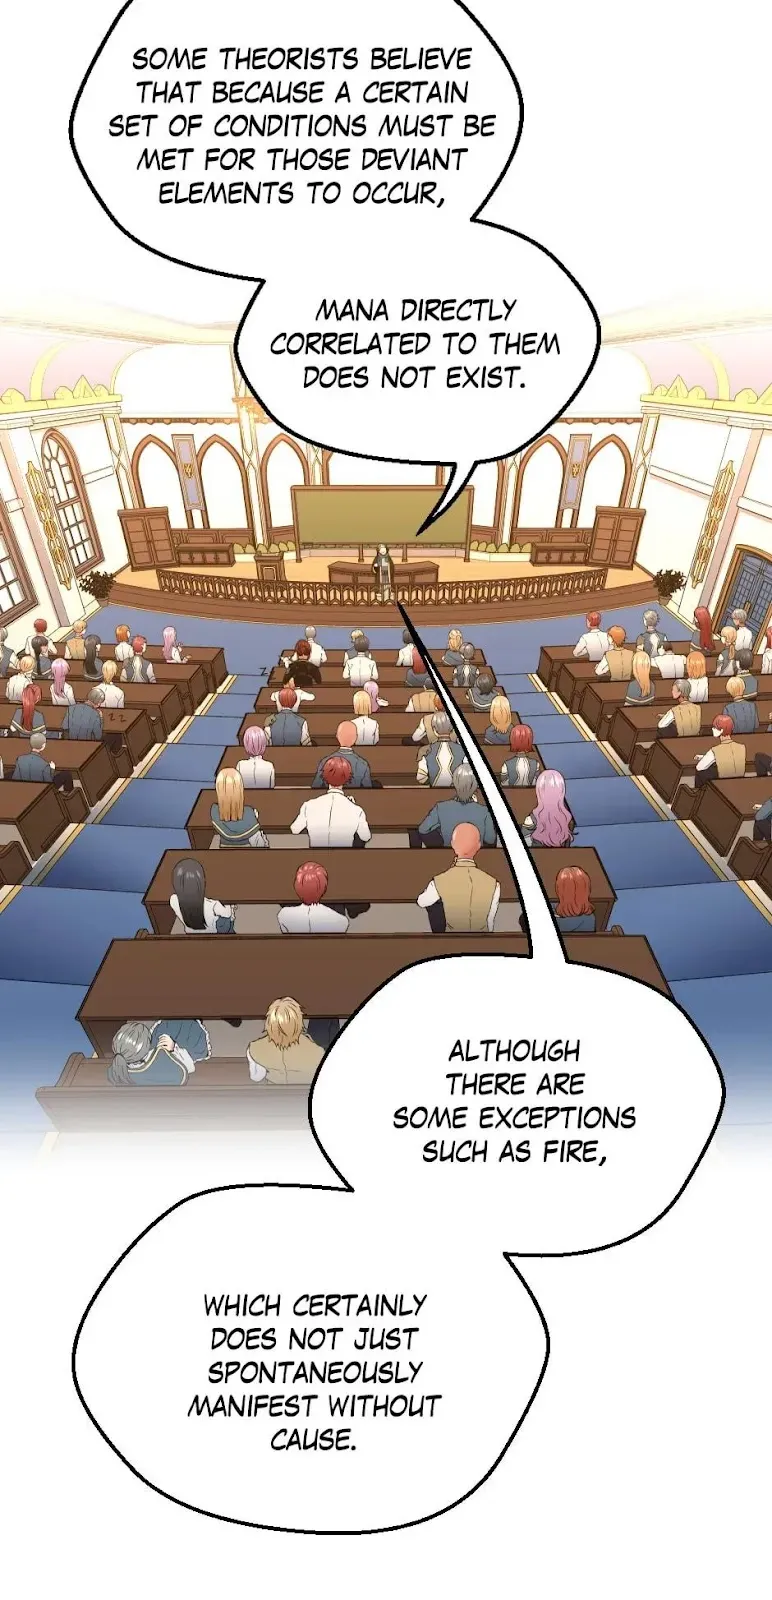 SOME THEORISTS BELIEVE
THAT BECAUSE A CERTAIN
SET OF CONDITIONS MUST BE
MET FOR THOSE DEVIANT
ELEMENTS TO OCCUR,
MANA DIRECTLY
CORRELATED TO THEM
DOES NOT EXIST.
ZZ
ZZ
ALTHOUGH
THERE ARE
SOME EXCEPTIONS
SUCH AS FIRE,
WHICH CERTAINLY
DOES NOT JUST
SPONTANEOUSLY
MANIFEST WITHOUT
CAUSE.